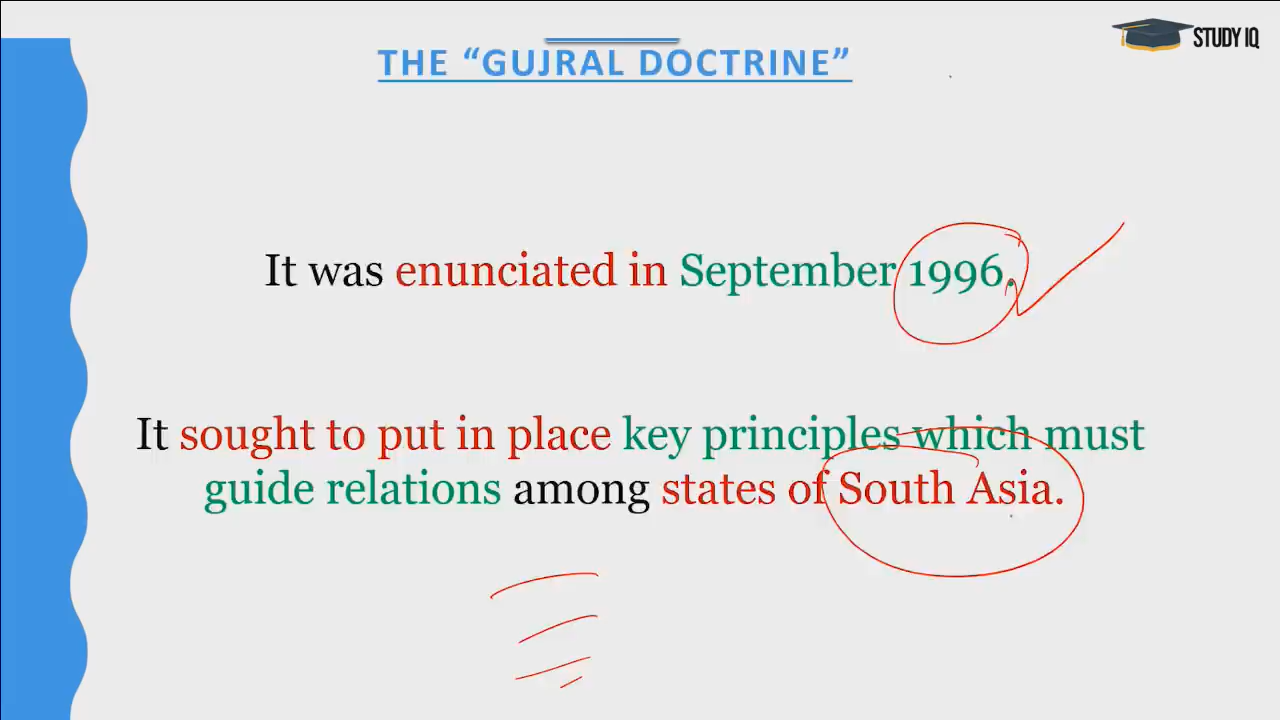 STUDY IQ
THE “GUJRAL DOCTRINE”
It was enunciated in September 1996.
It sought to put in place key principles which must
guide relations among states of South Asia.